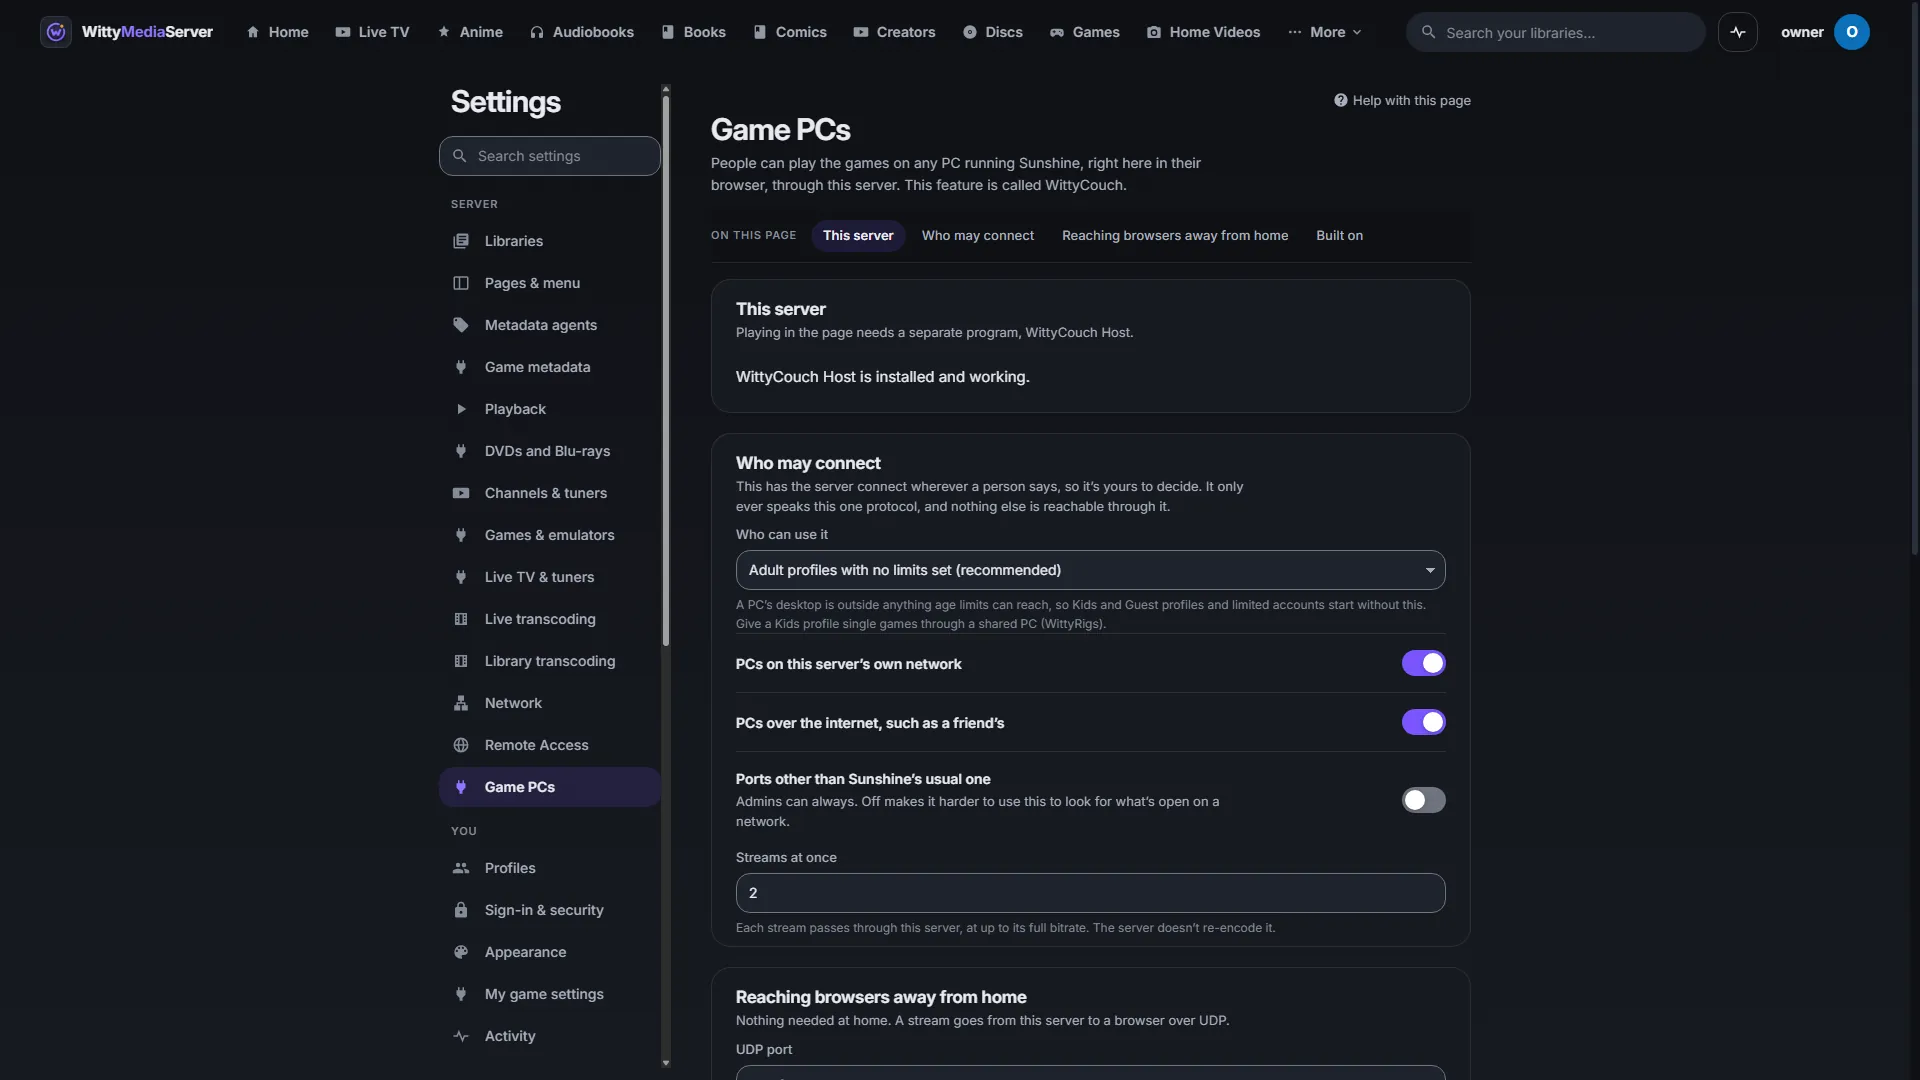 WittyMediaServer
Home
Live TV
Anime
Audiobooks
Books
Comics
Creators
Discs
Games
Home Videos
More
Search your libraries...
owner
O
Settings
Search settings
SERVER
Libraries
Pages & menu
Metadata agents
Game metadata
Playback
DVDs and Blu-rays
Channels & tuners
Games & emulators
Live TV & tuners
Live transcoding
Library transcoding
Network
Remote Access
Game PCs
YOU
Profiles
Sign-in & security
Appearance
My game settings
Activity
Help with this page
Game PCs
People can play the games on any PC running Sunshine, right here in their
browser, through this server. This feature is called WittyCouch.
ON THIS PAGE
This server
Who may connect
Reaching browsers away from home
Built on
This server
Playing in the page needs a separate program, WittyCouch Host.
WittyCouch Host is installed and working.
Who may connect
This has the server connect wherever a person says, so it’s yours to decide. It only
ever speaks this one protocol, and nothing else is reachable through it.
Who can use it
Adult profiles with no limits set (recommended)
A PC’s desktop is outside anything age limits can reach, so Kids and Guest profiles and limited accounts start without this.
Give a Kids profile single games through a shared PC (WittyRigs).
PCs on this server’s own network
PCs over the internet, such as a friend’s
Ports other than Sunshine’s usual one
Admins can always. Off makes it harder to use this to look for what’s open on a
network.
Streams at once
2
Each stream passes through this server, at up to its full bitrate. The server doesn’t re-encode it.
Reaching browsers away from home
Nothing needed at home. A stream goes from this server to a browser over UDP.
UDP port